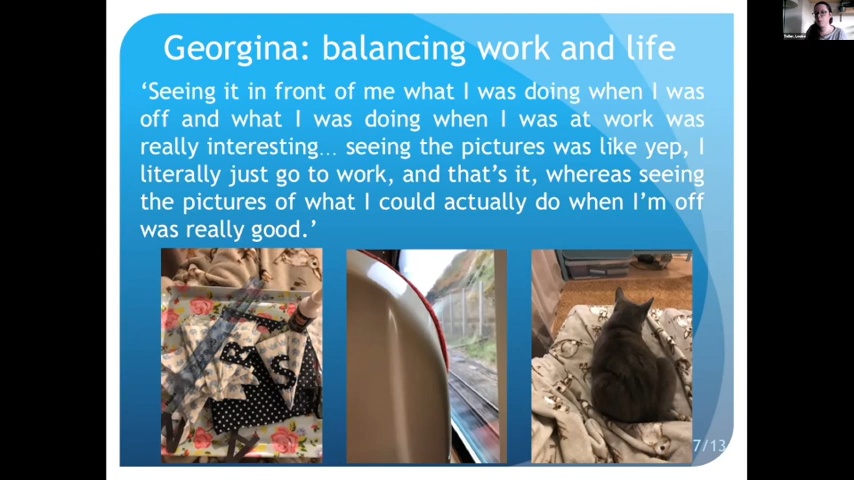 Georgina: balancing work and life
‘Seeing it in front of me what I was doing when I was
off and what I was doing when I was at work was
really interesting… seeing the pictures was like yep, I
literally just go to work, and that’s it, whereas seeing
the pictures of what I could actually do when I’m off
was really good.’
7/13